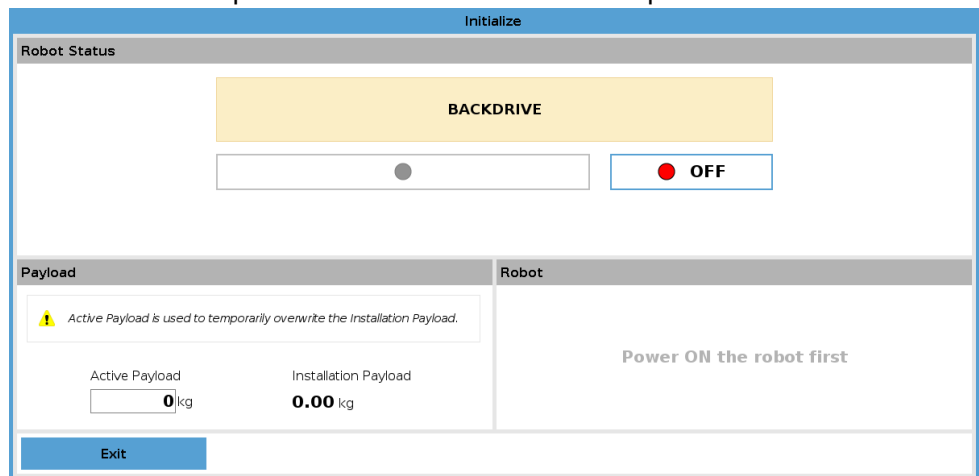 Initialize
Robot Status
BACKDRIVE
OFF
Payload
Active Payload is used to temporarily overwrite the Installation Payload.
Active Payload
Installation Payload
0 kg
0.00 kg
Robot
Power ON the robot first
Exit